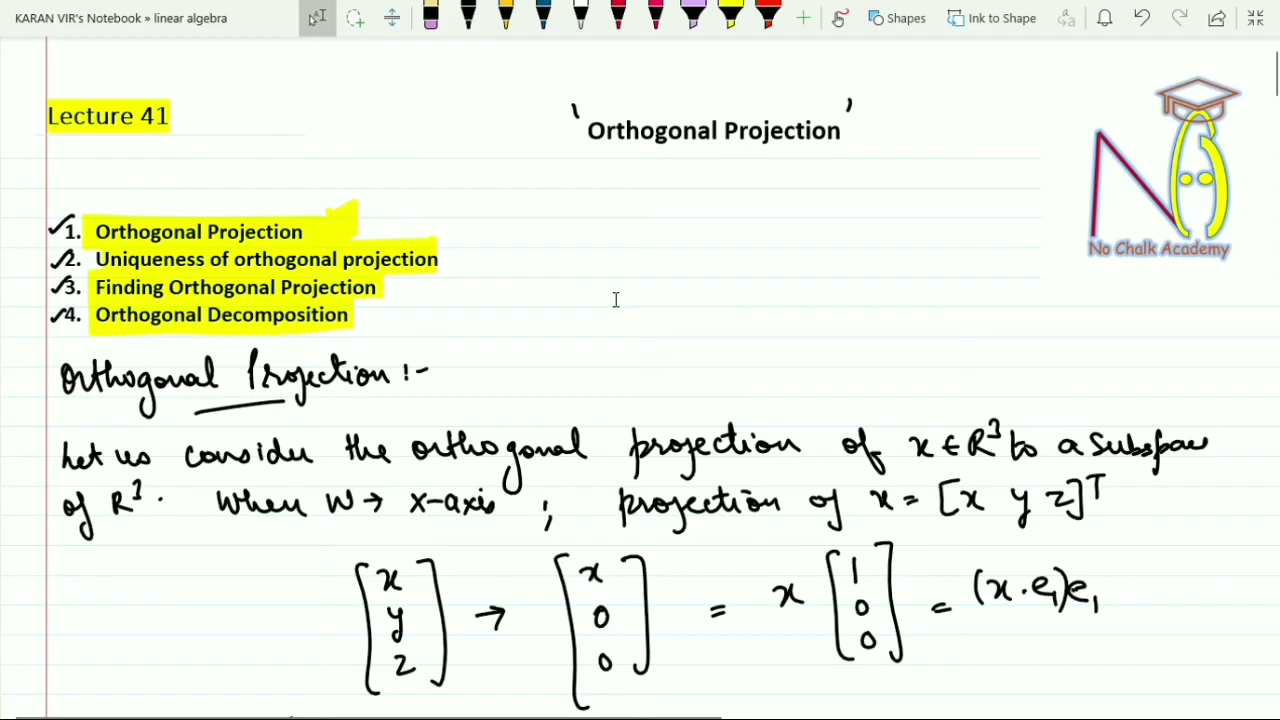 KARAN VIR's Notebook » linear algebra
Shapes
Ink to Shape
Lecture 41
'Orthogonal Projection'
No Chalk Academy
✓1. Orthogonal Projection
✓2. Uniqueness of orthogonal projection
✓3. Finding Orthogonal Projection
✓4. Orthogonal Decomposition
Orthogonal Projection :-
Let us consider the orthogonal projection of x ∈ R³ to a Subspace
of R³. When W → x-axis ; projection of x = [x y z]ᵀ
[x y z] → [x 0 0] = x [1 0 0] = (x · e₁)e₁